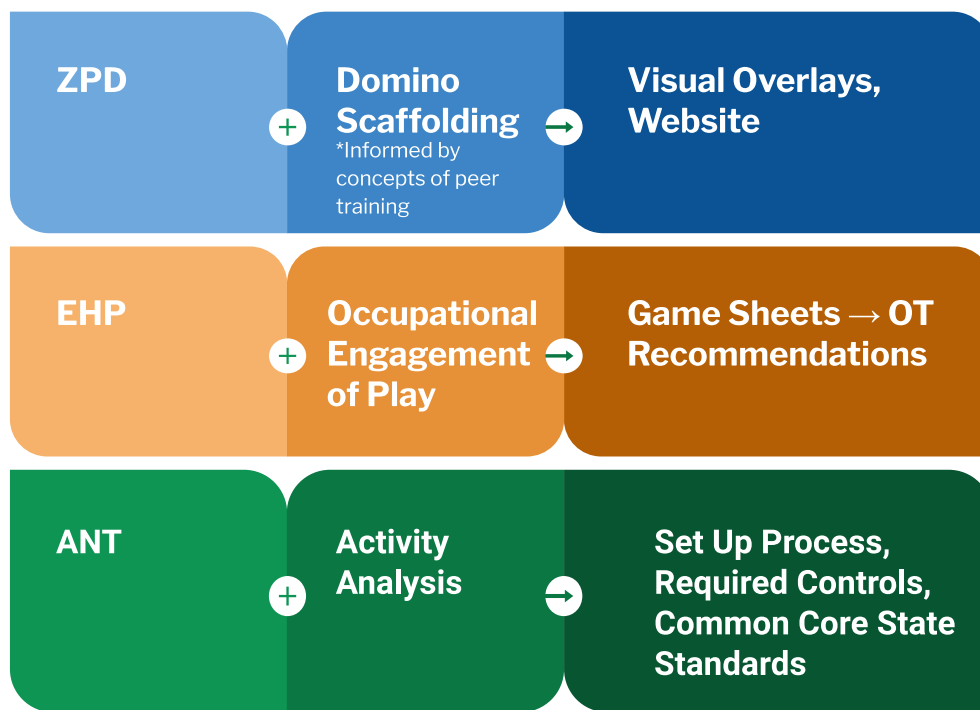 ZPD
Domino
Scaffolding
*Informed by
concepts of peer
training
Visual Overlays,
Website
EHP
Occupational
Engagement
of Play
Game Sheets → OT
Recommendations
ANT
Activity
Analysis
Set Up Process,
Required Controls,
Common Core State
Standards